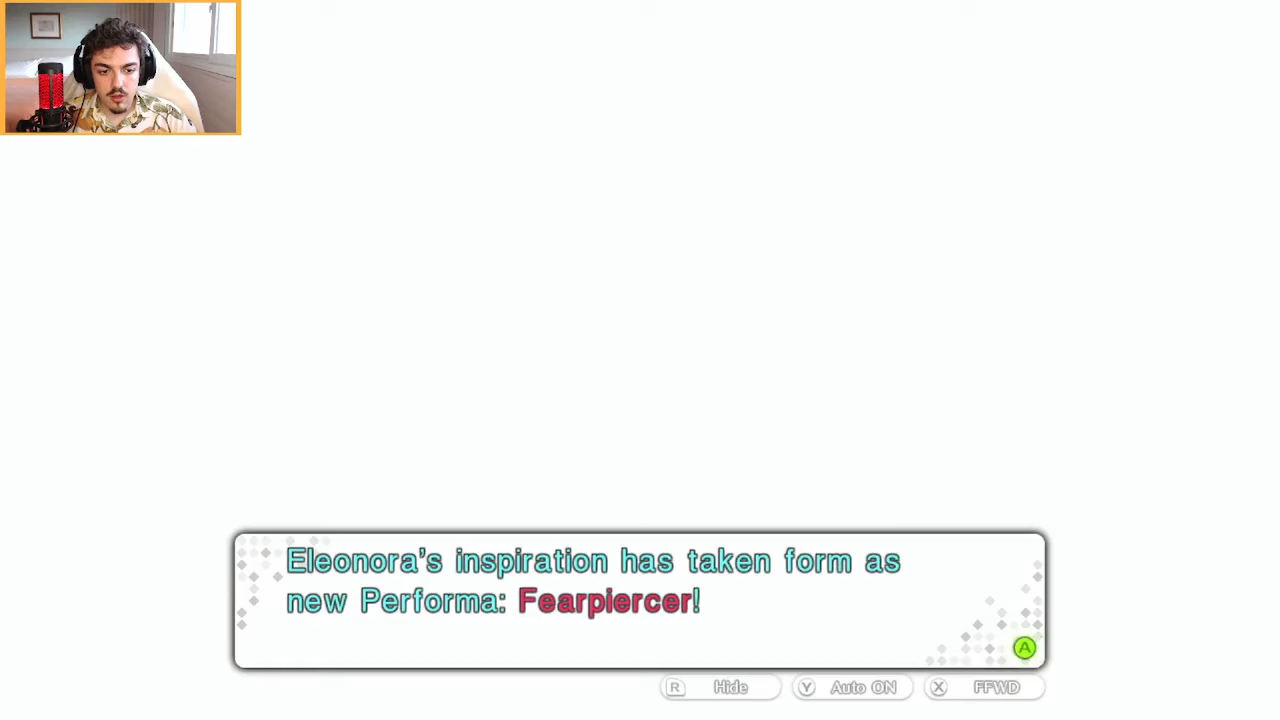 Eleonora's inspiration has taken form as
new Performa: Fearpiercer!
A
R Hide Y Auto ON X FFWD